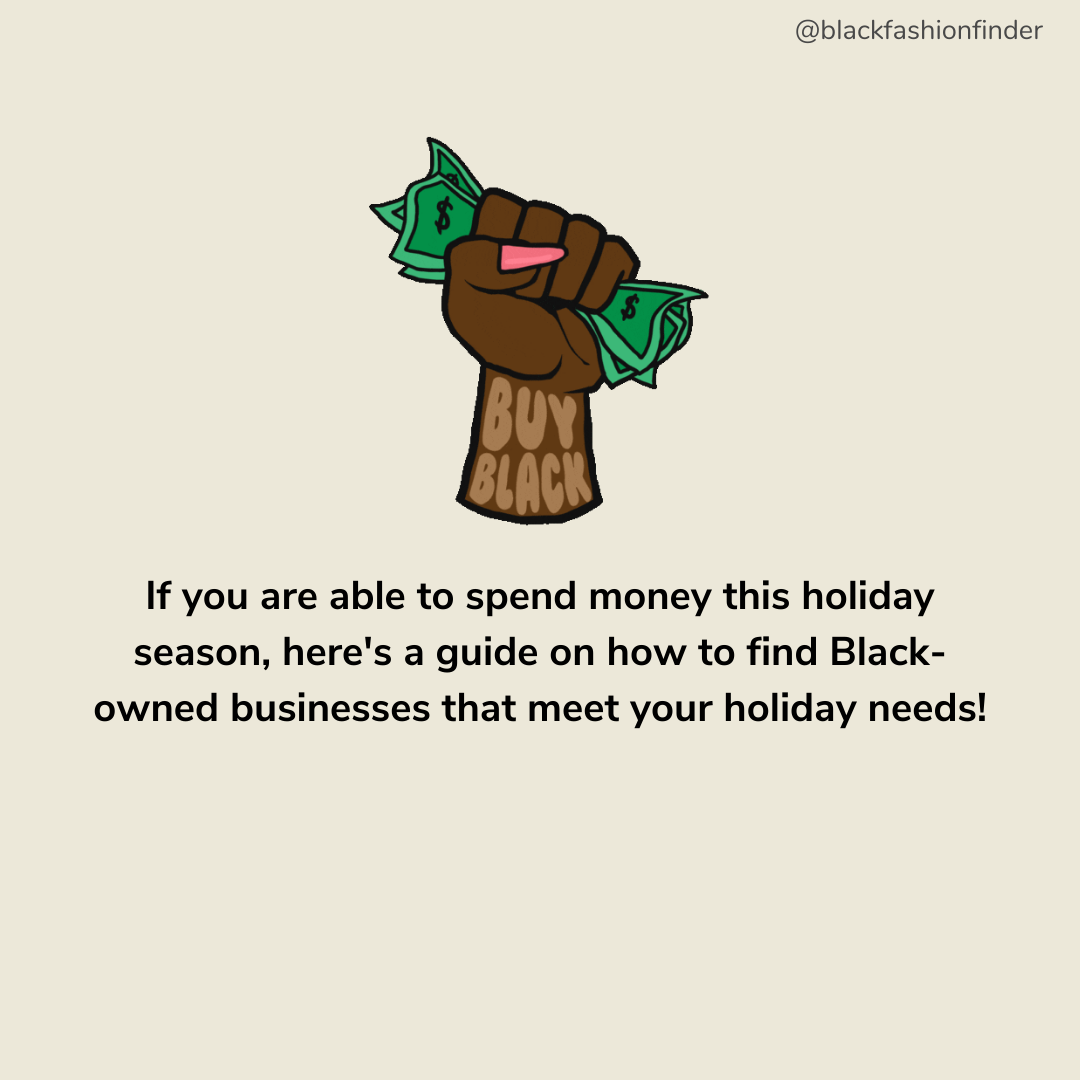 @blackfashionfinder
$
$
$
BUY
BLACK
If you are able to spend money this holiday
season, here's a guide on how to find Black-
owned businesses that meet your holiday needs!